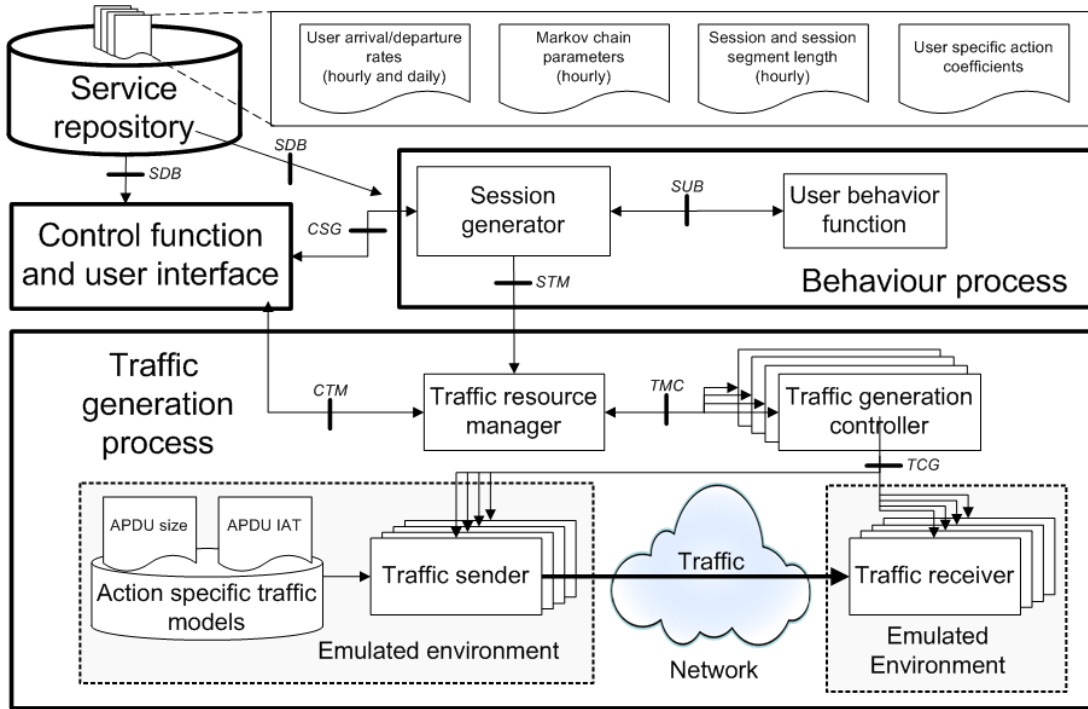 User arrival/departure
rates
(hourly and daily)
Markov chain
parameters
(hourly)
Session and session
segment length
(hourly)
User specific action
coefficients
Service
repository
SDB
SDB
Control function
and user interface
CSG
Session
generator
SUB
User behavior
function
Behaviour process
STM
Traffic
generation
process
CTM
Traffic resource
manager
TMC
Traffic generation
controller
TCG
APDU size
APDU IAT
Action specific traffic
models
Traffic sender
Emulated environment
Traffic
Network
Traffic receiver
Emulated
Environment